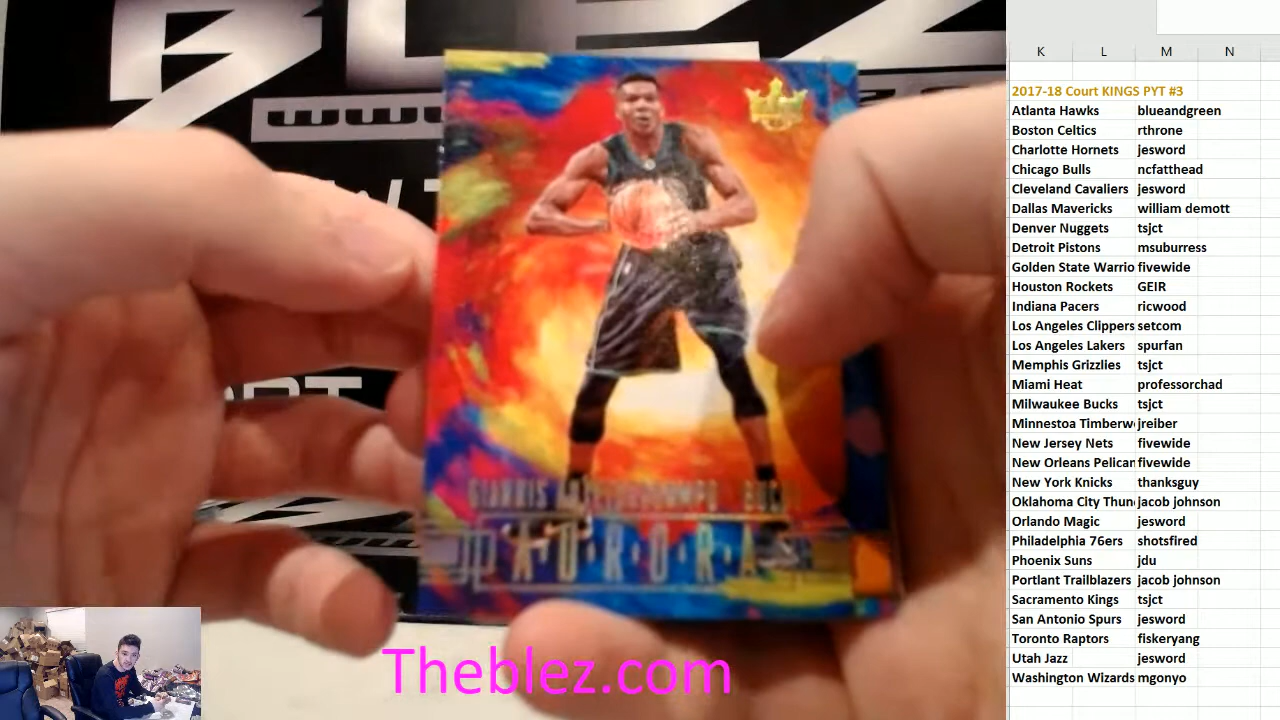 K L M N
2017-18 Court KINGS PYT #3
Atlanta Hawks blueandgreen
Boston Celtics rthrone
Charlotte Hornets jesword
Chicago Bulls ncfatthead
Cleveland Cavaliers jesword
Dallas Mavericks william demott
Denver Nuggets tsjct
Detroit Pistons msuburress
Golden State Warrio fivewide
Houston Rockets GEIR
Indiana Pacers ricwood
Los Angeles Clippers setcom
Los Angeles Lakers spurfan
Memphis Grizzlies tsjct
Miami Heat professorchad
Milwaukee Bucks tsjct
Minnestoa Timberw jreiber
New Jersey Nets fivewide
New Orleans Pelican fivewide
New York Knicks thanksguy
Oklahoma City Thun jacob johnson
Orlando Magic jesword
Philadelphia 76ers shotsfired
Phoenix Suns jdu
Portlant Trailblazers jacob johnson
Sacramento Kings tsjct
San Antonio Spurs jesword
Toronto Raptors fiskeryang
Utah Jazz jesword
Washington Wizards mgonyo
GIANNIS ANTETOKOUNMPO BUCKS
AURORA
Theblez.com